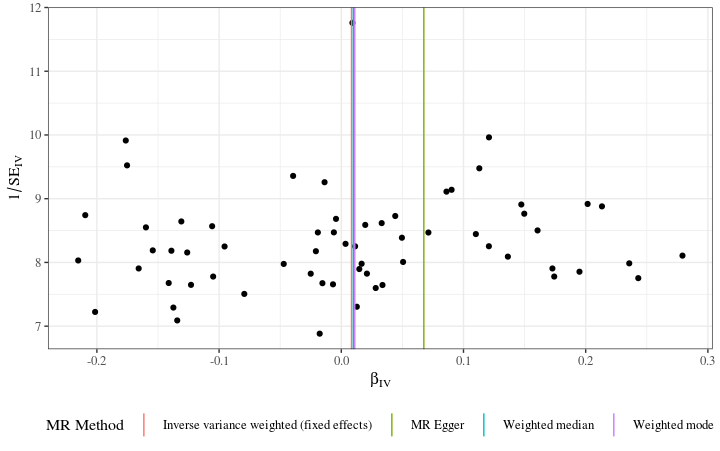 12
11
10
9
8
7
1/SE_IV
-0.2 -0.1 0.0 0.1 0.2 0.3
β_IV
MR Method Inverse variance weighted (fixed effects) MR Egger Weighted median Weighted mode